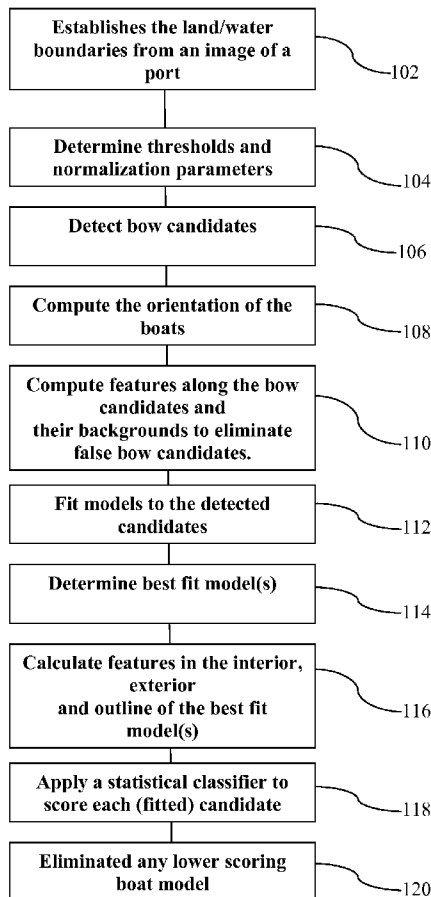 Establishes the land/water
boundaries from an image of a
port
102
Determine thresholds and
normalization parameters
104
Detect bow candidates
106
Compute the orientation of the
boats
108
Compute features along the bow
candidates and
their backgrounds to eliminate
false bow candidates.
110
Fit models to the detected
candidates
112
Determine best fit model(s)
114
Calculate features in the interior,
exterior
and outline of the best fit
model(s)
116
Apply a statistical classifier to
score each (fitted) candidate
118
Eliminated any lower scoring
boat model
120